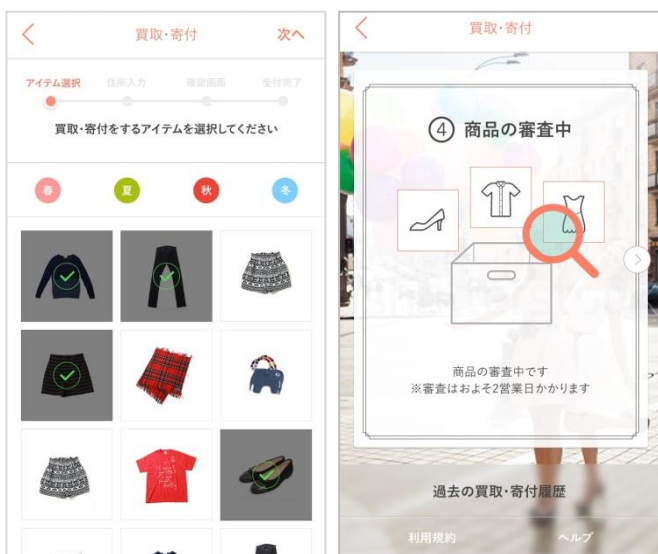 買取・寄付
次へ
アイテム選択
住所入力
確認画面
受付完了
買取・寄付をするアイテムを選択してください
春
夏
秋
冬
買取・寄付
④ 商品の審査中
商品の審査中です
※審査はおよそ2営業日かかります
過去の買取・寄付履歴
利用規約
ヘルプ